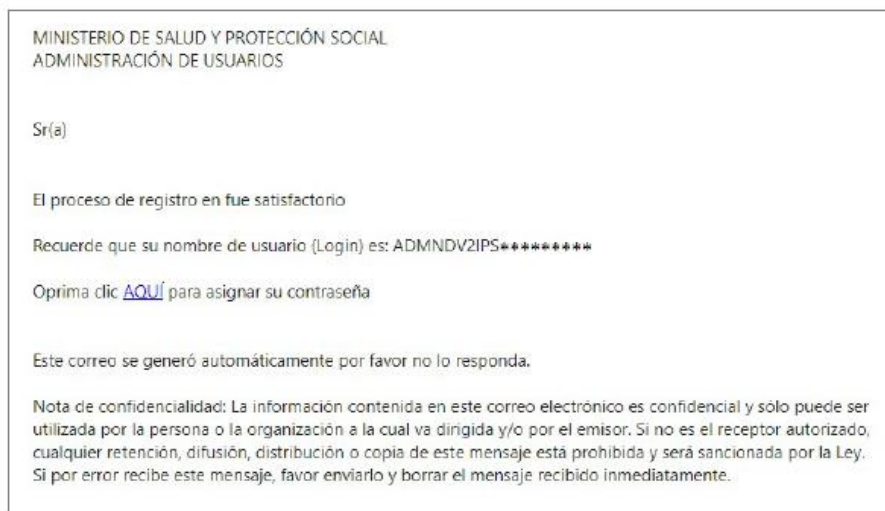 MINISTERIO DE SALUD Y PROTECCIÓN SOCIAL
ADMINISTRACIÓN DE USUARIOS
Sr(a)
El proceso de registro en fue satisfactorio
Recuerde que su nombre de usuario (Login) es: ADMNDV2IPS*********
Oprima clic AQUÍ para asignar su contraseña
Este correo se generó automáticamente por favor no lo responda.
Nota de confidencialidad: La información contenida en este correo electrónico es confidencial y sólo puede ser
utilizada por la persona o la organización a la cual va dirigida y/o por el emisor. Si no es el receptor autorizado,
cualquier retención, difusión, distribución o copia de este mensaje está prohibida y será sancionada por la Ley.
Si por error recibe este mensaje, favor enviarlo y borrar el mensaje recibido inmediatamente.